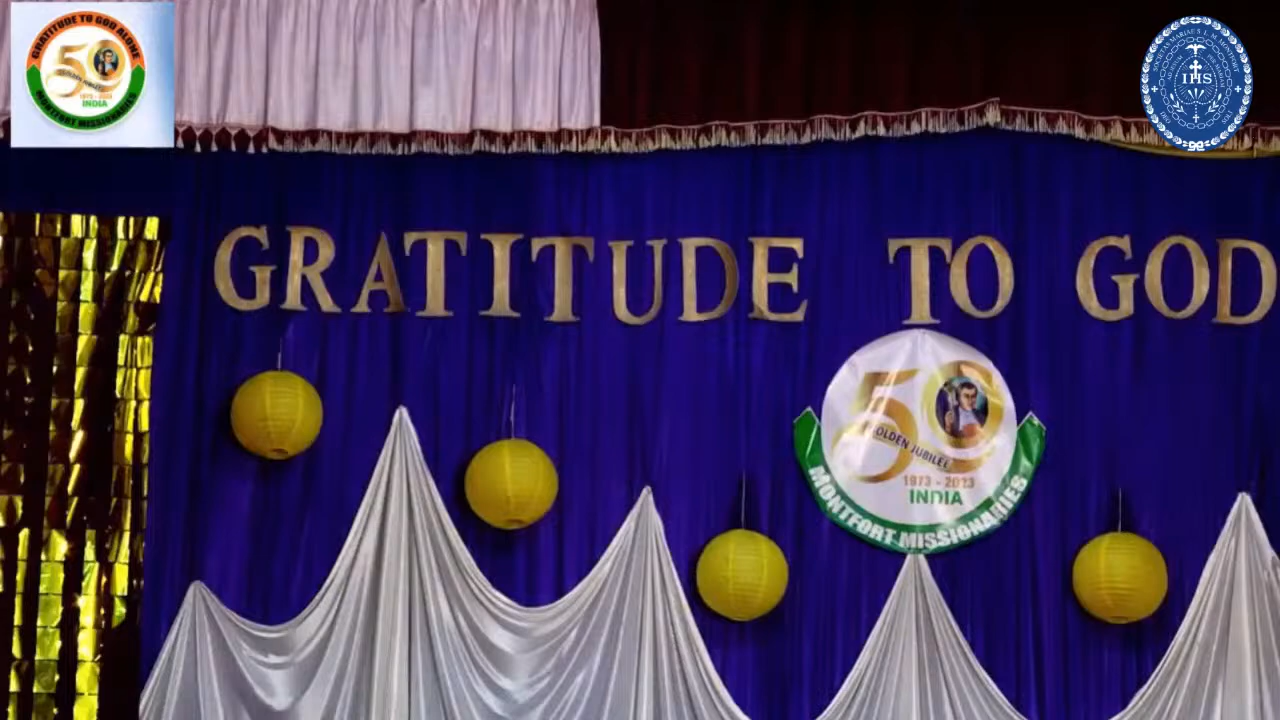 GRATITUDE TO GOD ALONE
50
GOLDEN JUBILEE
1973 - 2023
INDIA
MONTFORT MISSIONARIES
IHS
GRATITUDE TO GOD
50
GOLDEN JUBILEE
1973 - 2023
INDIA
MONTFORT MISSIONARIES